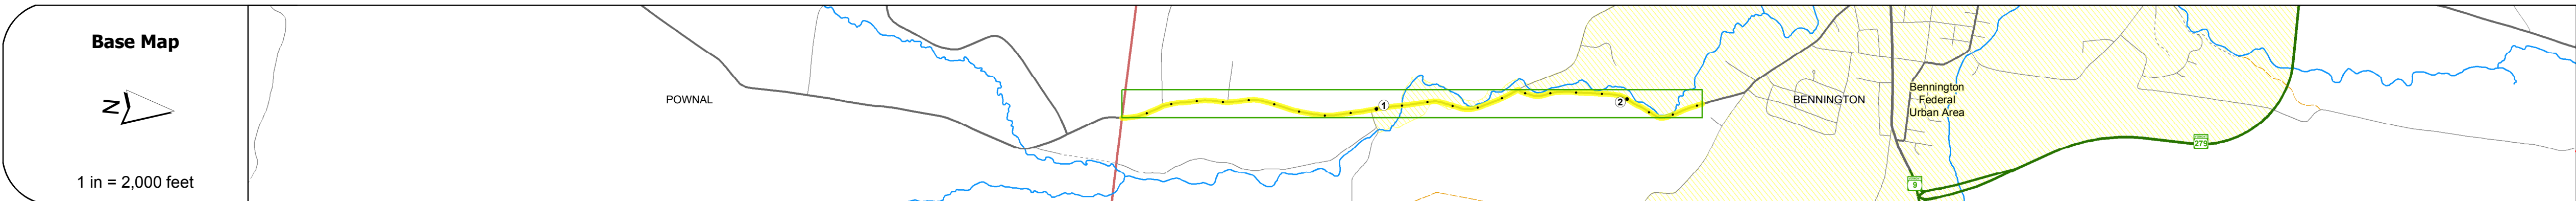 Base Map
N
1 in = 2,000 feet
POWNAL
1
2
BENNINGTON
Bennington
Federal
Urban Area
9
279